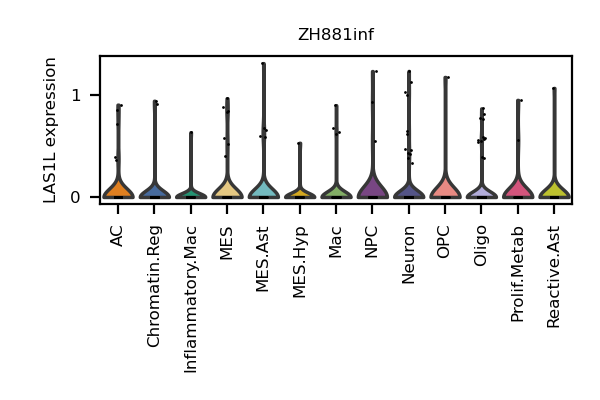 ZH881inf
LAS1L expression
1
0
AC
Chromatin.Reg
Inflammatory.Mac
MES
MES.Ast
MES.Hyp
Mac
NPC
Neuron
OPC
Oligo
Prolif.Metab
Reactive.Ast